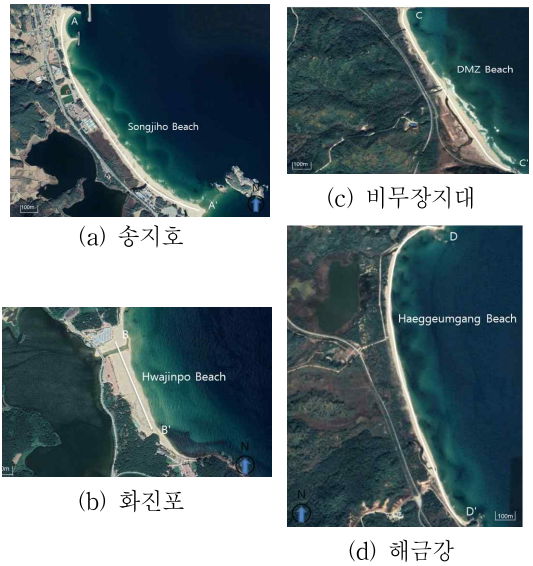 A
Songjiho Beach
A'
N
100m
(a) 송지호
C
DMZ Beach
C'
100m
(c) 비무장지대
B
Hwajinpo Beach
B'
N
(b) 화진포
D
Haeggeumgang Beach
D'
N
100m
(d) 해금강